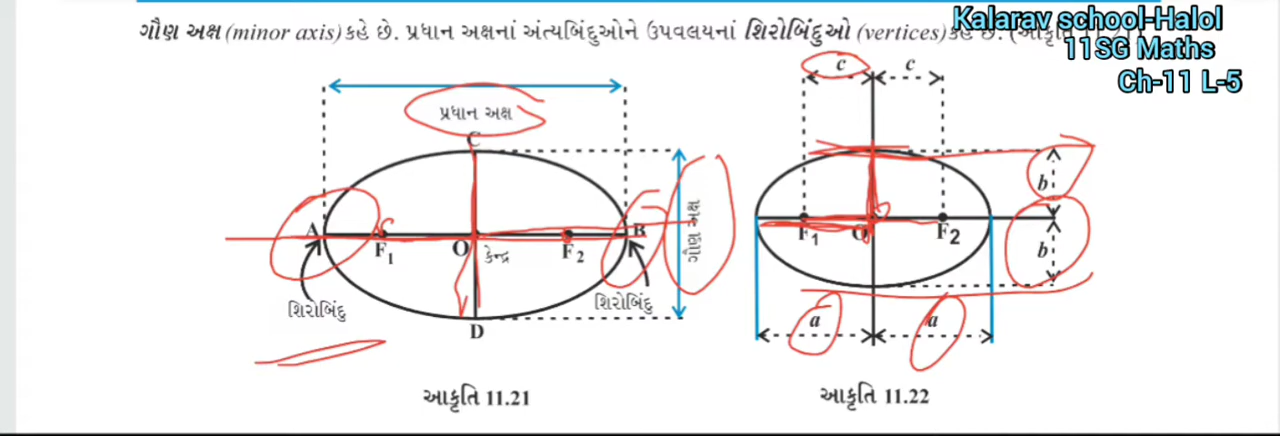 ગૌણ અક્ષ (minor axis) કહે છે. પ્રધાન અક્ષનાં અંત્યબિંદુઓને ઉપવલયનાં શિરોબિંદુઓ (vertices) કહે છે. (આકૃતિ
Kalarav school-Halol
11SG Maths
Ch-11 L-5
પ્રધાન અક્ષ
C
A
F1
O
કેન્દ્ર
F2
B
ગૌણ અક્ષ
શિરોબિંદુ
શિરોબિંદુ
D
આકૃતિ 11.21
c
c
b
F1
O
F2
b
a
a
આકૃતિ 11.22